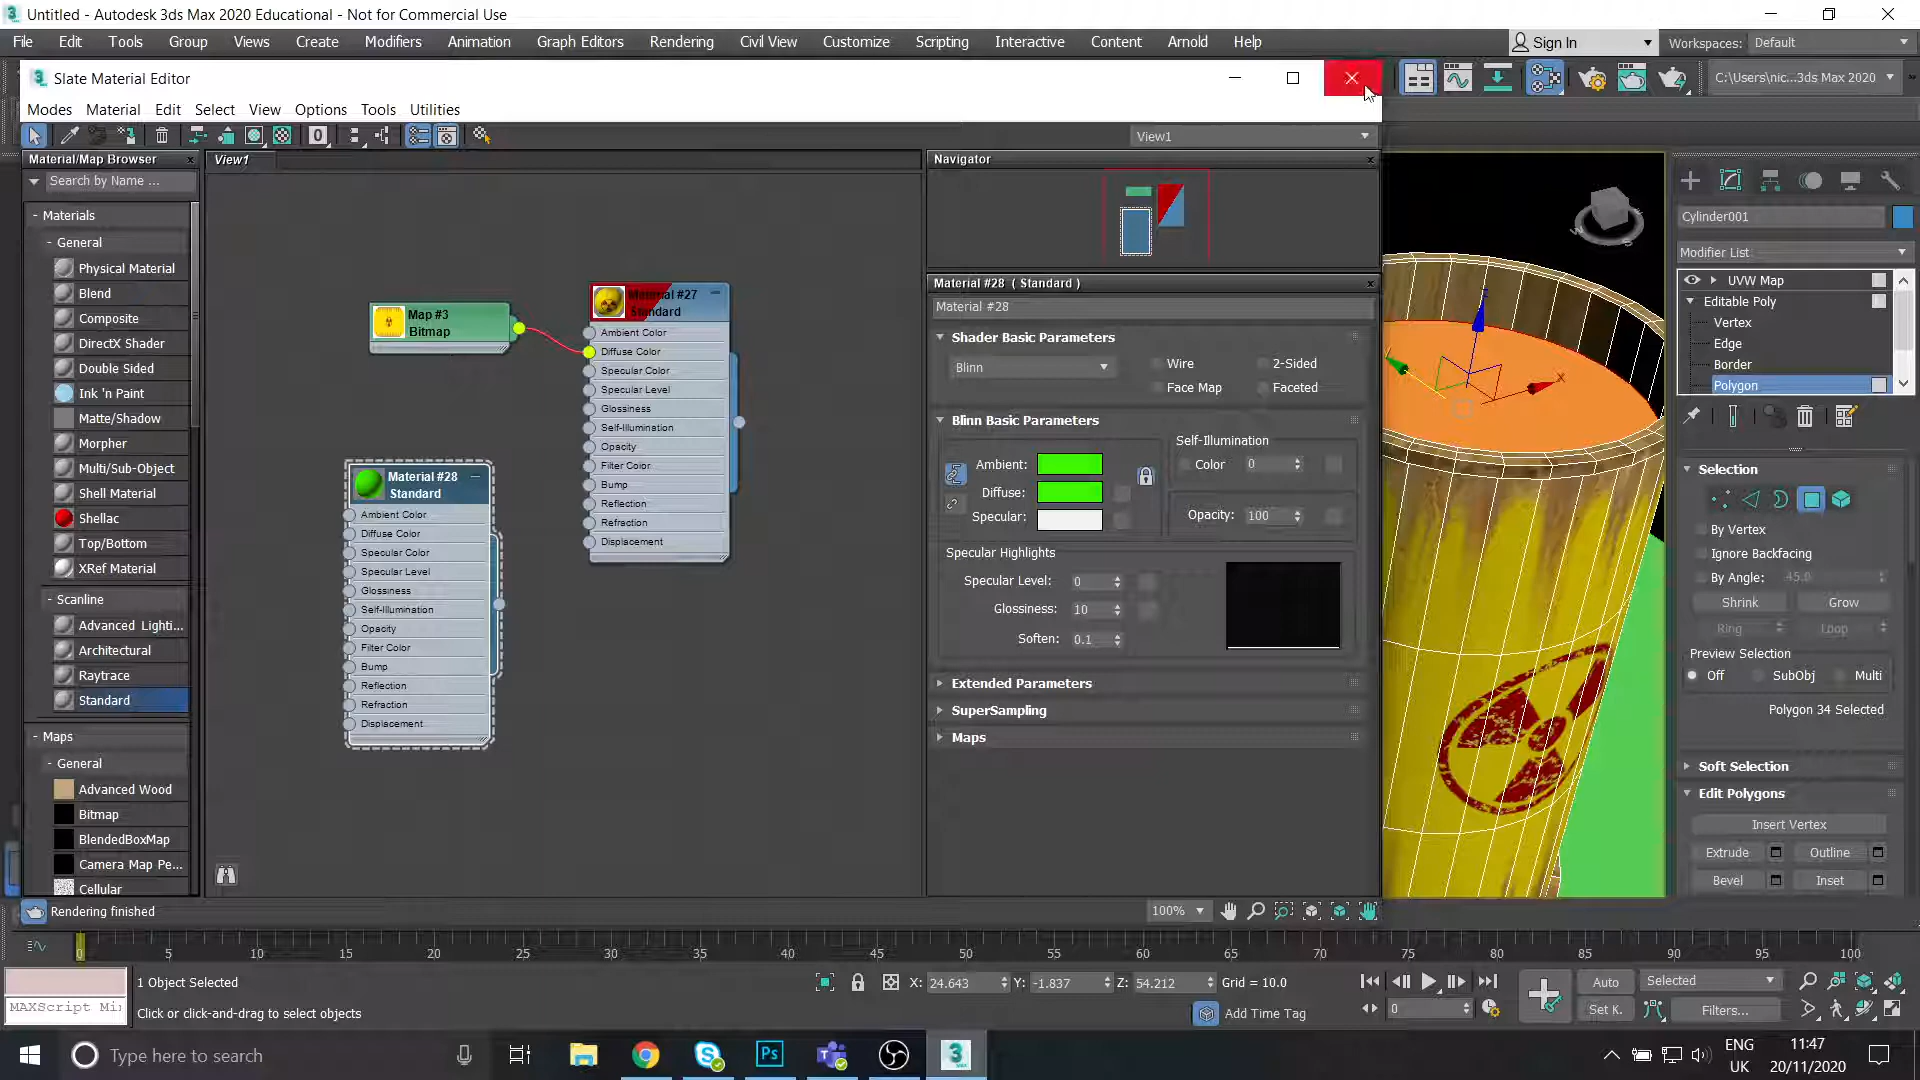 Untitled - Autodesk 3ds Max 2020 Educational - Not for Commercial Use
File Edit Tools Group Views Create Modifiers Animation Graph Editors Rendering Civil View Customize Scripting Interactive Content Arnold Help Sign In Workspaces: Default
Slate Material Editor
C:\Users\nic...3ds Max 2020
Modes Material Edit Select View Options Tools Utilities
View1
Material/Map Browser
Search by Name ...
- Materials
- General
Physical Material
Blend
Composite
DirectX Shader
Double Sided
Ink 'n Paint
Matte/Shadow
Morpher
Multi/Sub-Object
Shell Material
Shellac
Top/Bottom
XRef Material
- Scanline
Advanced Lighti...
Architectural
Raytrace
Standard
- Maps
- General
Advanced Wood
Bitmap
BlendedBoxMap
Camera Map Pe...
Cellular
View1
Map #3
Bitmap
Material #27
Standard
Ambient Color
Diffuse Color
Specular Color
Specular Level
Glossiness
Self-Illumination
Opacity
Filter Color
Bump
Reflection
Refraction
Displacement
Material #28
Standard
Ambient Color
Diffuse Color
Specular Color
Specular Level
Glossiness
Self-Illumination
Opacity
Filter Color
Bump
Reflection
Refraction
Displacement
Navigator
Material #28 ( Standard )
Material #28
Shader Basic Parameters
Blinn
Wire 2-Sided
Face Map Faceted
Blinn Basic Parameters
Self-Illumination
Ambient: Color 0
Diffuse:
Specular: Opacity: 100
Specular Highlights
Specular Level: 0
Glossiness: 10
Soften: 0.1
Extended Parameters
SuperSampling
Maps
Cylinder001
Modifier List
UVW Map
Editable Poly
Vertex
Edge
Border
Polygon
Selection
By Vertex
Ignore Backfacing
By Angle: 45.0
Shrink Grow
Ring Loop
Preview Selection
Off SubObj Multi
Polygon 34 Selected
Soft Selection
Edit Polygons
Insert Vertex
Extrude Outline
Bevel Inset
Rendering finished
100%
0 5 10 15 20 25 30 35 40 45 50 55 60 65 70 75 80 85 90 95 100
1 Object Selected
X: 24.643 Y: -1.837 Z: 54.212 Grid = 10.0
Auto Selected
MAXScript Mi
Click or click-and-drag to select objects
Add Time Tag
0
Set K. Filters...
Type here to search
Ps
3
ENG
UK
11:47
20/11/2020